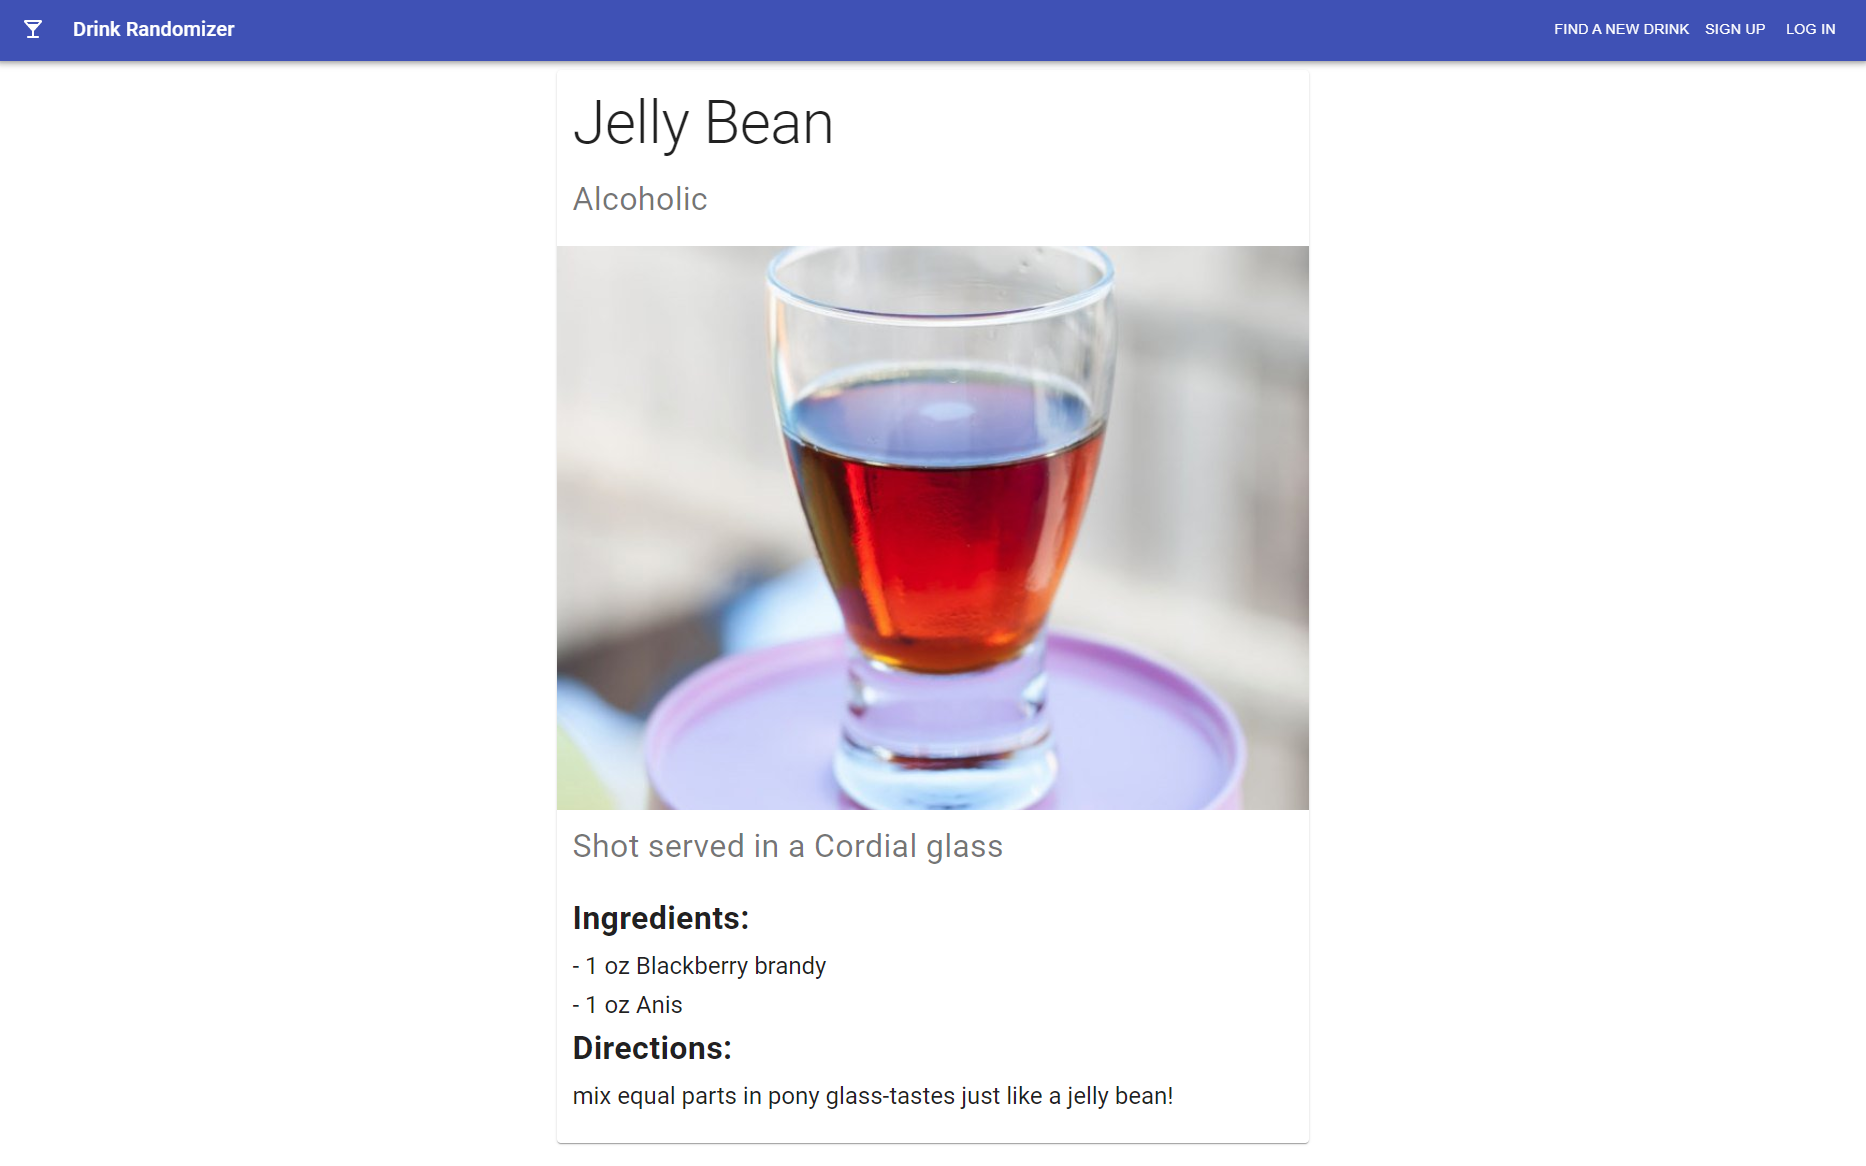 Drink Randomizer
FIND A NEW DRINK SIGN UP LOG IN
Jelly Bean
Alcoholic
Shot served in a Cordial glass
Ingredients:
- 1 oz Blackberry brandy
- 1 oz Anis
Directions:
mix equal parts in pony glass-tastes just like a jelly bean!